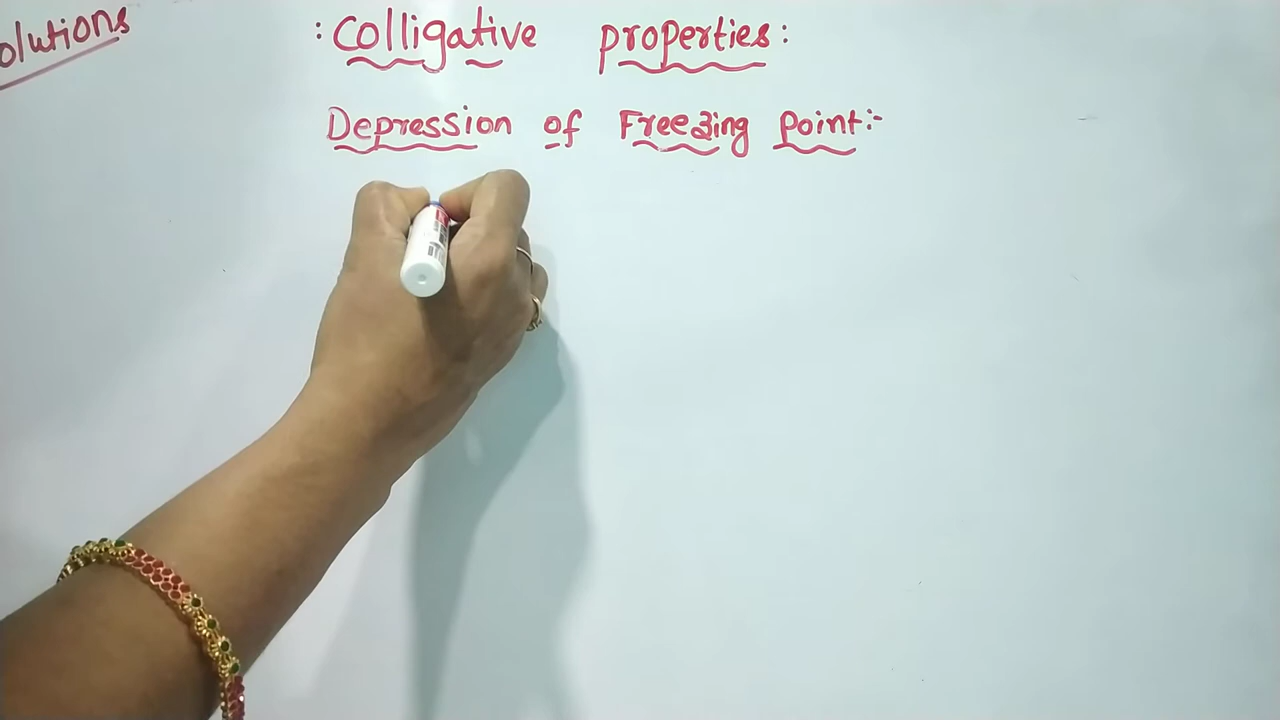 olutions
: Colligative properties:
Depression of Freezing point:-